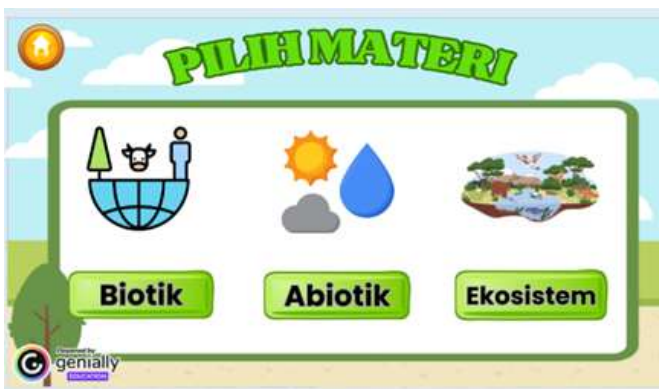 PILIH MATERI
Biotik
Abiotik
Ekosistem
Powered by
genially
EDUCATION